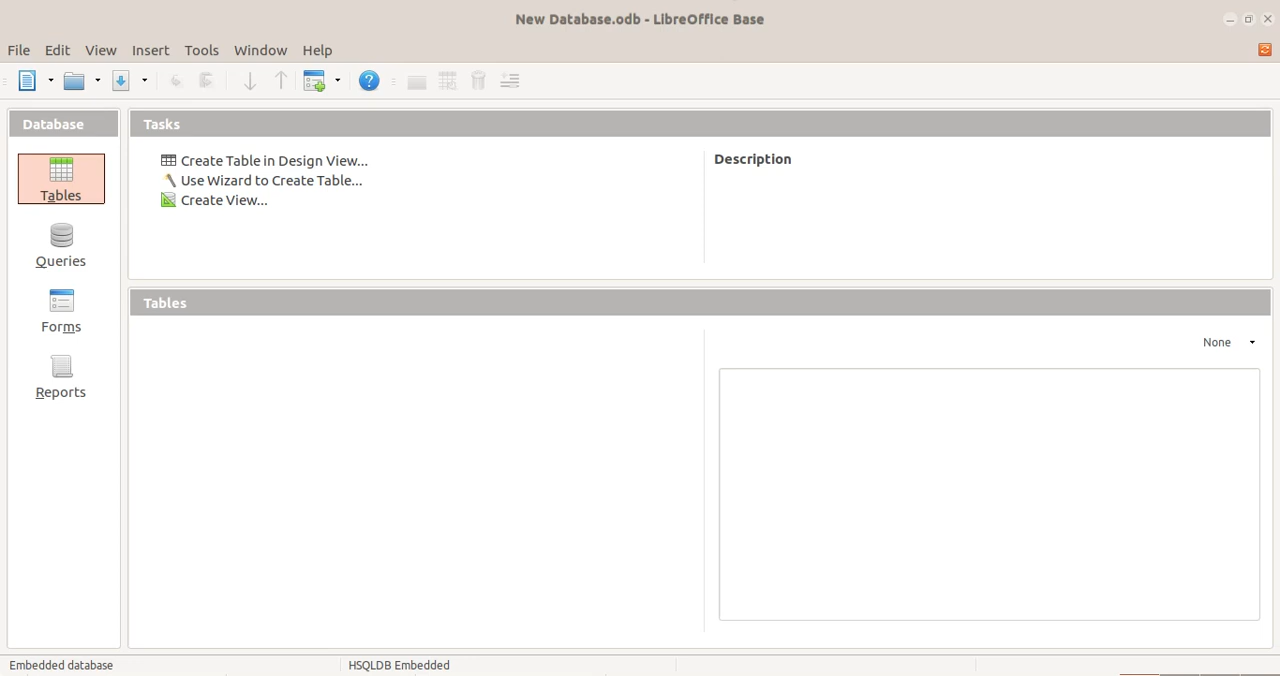 New Database.odb - LibreOffice Base
File Edit View Insert Tools Window Help
Database
Tables
Queries
Forms
Reports
Tasks
Create Table in Design View...
Use Wizard to Create Table...
Create View...
Description
Tables
None
Embedded database
HSQLDB Embedded